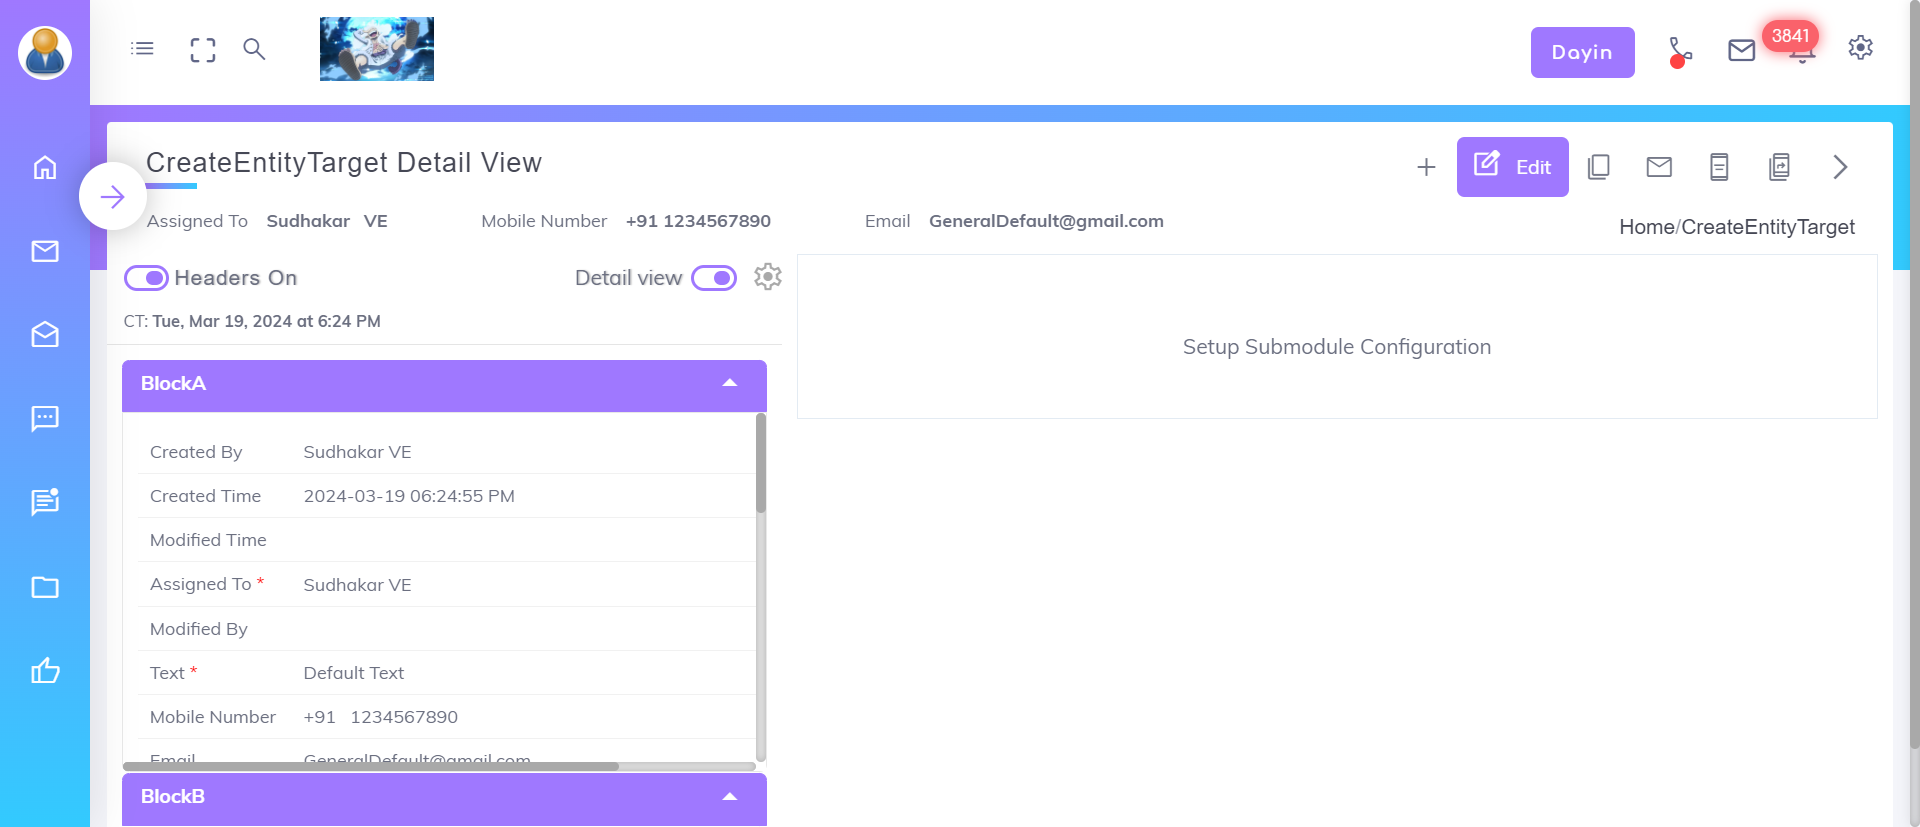 Dayin
3841
CreateEntityTarget Detail View
Edit
Assigned To Sudhakar VE Mobile Number +91 1234567890 Email GeneralDefault@gmail.com
Home/CreateEntityTarget
Headers On Detail view
CT: Tue, Mar 19, 2024 at 6:24 PM
Setup Submodule Configuration
BlockA
Created By Sudhakar VE
Created Time 2024-03-19 06:24:55 PM
Modified Time
Assigned To * Sudhakar VE
Modified By
Text * Default Text
Mobile Number +91 1234567890
Email GeneralDefault@gmail.com
BlockB